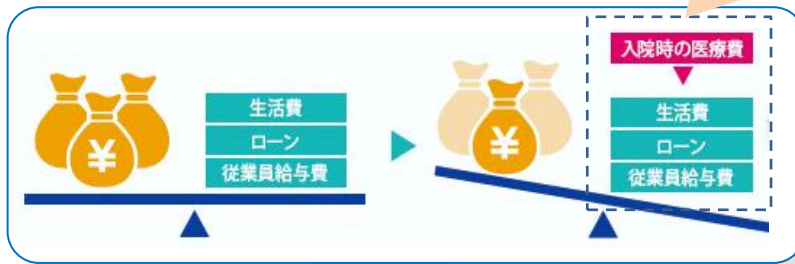 ¥
生活費
ローン
従業員給与費
入院時の医療費
¥
生活費
ローン
従業員給与費